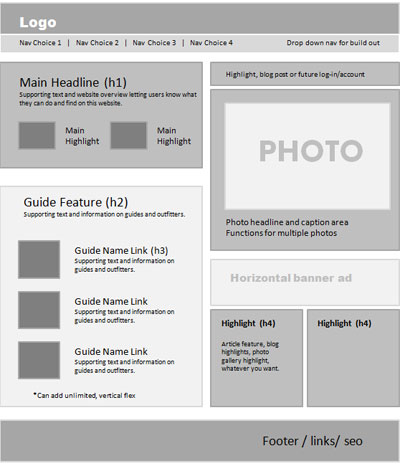 Logo
Nav Choice 1 | Nav Choice 2 | Nav Choice 3 | Nav Choice 4
Drop down nav for build out
Main Headline (h1)
Supporting text and website overview letting users know what
they can do and find on this website.
Main
Highlight
Main
Highlight
Highlight, blog post or future log-in/account
PHOTO
Photo headline and caption area
Functions for multiple photos
Guide Feature (h2)
Supporting text and information on guides and outfitters.
Guide Name Link (h3)
Supporting text and information on
guides and outfitters.
Guide Name Link
Supporting text and information on
guides and outfitters.
Guide Name Link
Supporting text and information on
guides and outfitters.
*Can add unlimited, vertical flex
Horizontal banner ad
Highlight (h4)
Article feature, blog
highlights, photo
gallery highlight,
whatever you want.
Highlight (h4)
Footer / links/ seo